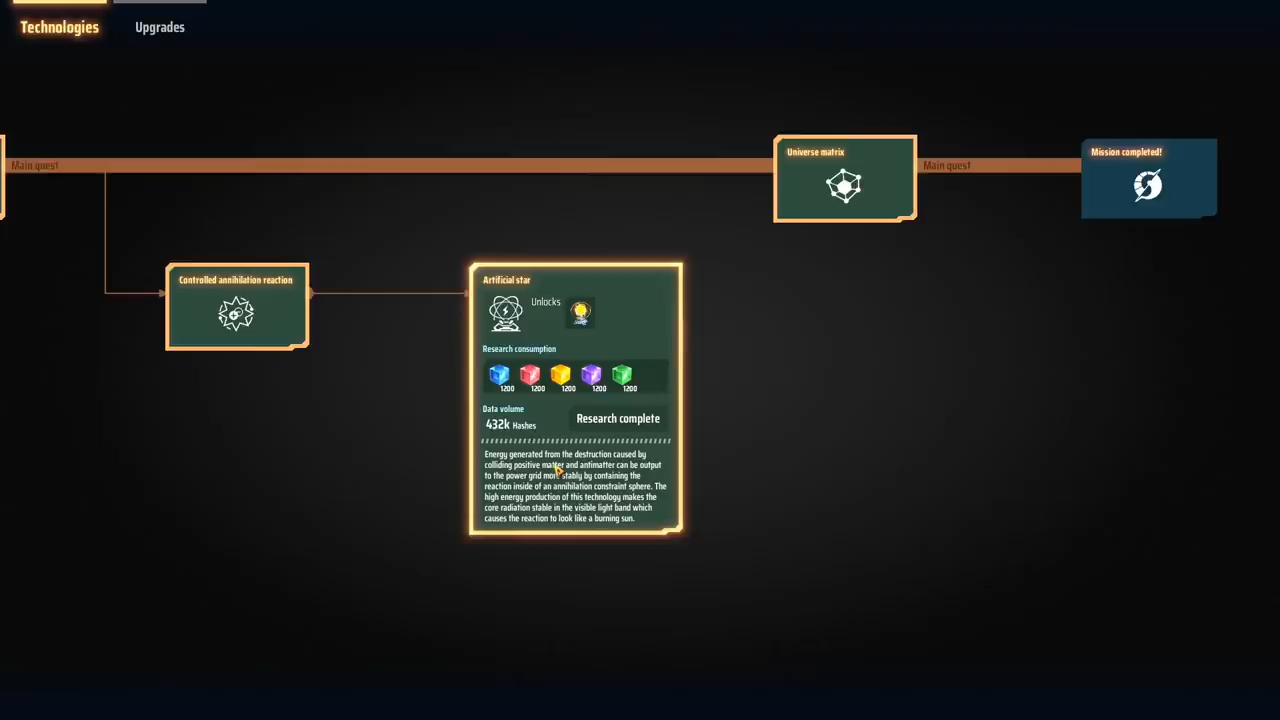 Technologies Upgrades
Main quest
Universe matrix
Main quest
Mission completed!
Controlled annihilation reaction
Artificial star
Unlocks
Research consumption
1200 1200 1200 1200 1200
Data volume
432k Hashes
Research complete
Energy generated from the destruction caused by
colliding positive matter and antimatter can be output
to the power grid more stably by containing the
reaction inside of an annihilation constraint sphere. The
high energy production of this technology makes the
core radiation stable in the visible light band which
causes the reaction to look like a burning sun.